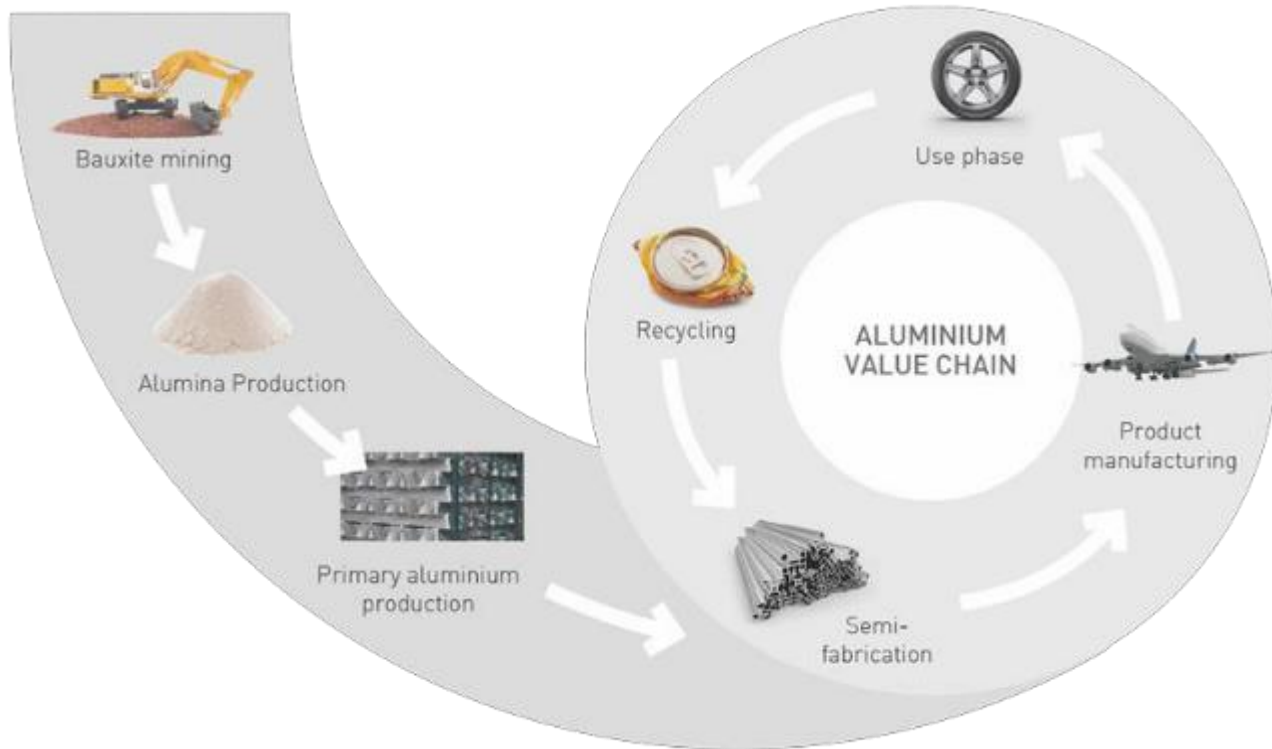 Bauxite mining
Alumina Production
Primary aluminium
production
Semi-
fabrication
Product
manufacturing
Use phase
Recycling
ALUMINIUM
VALUE CHAIN